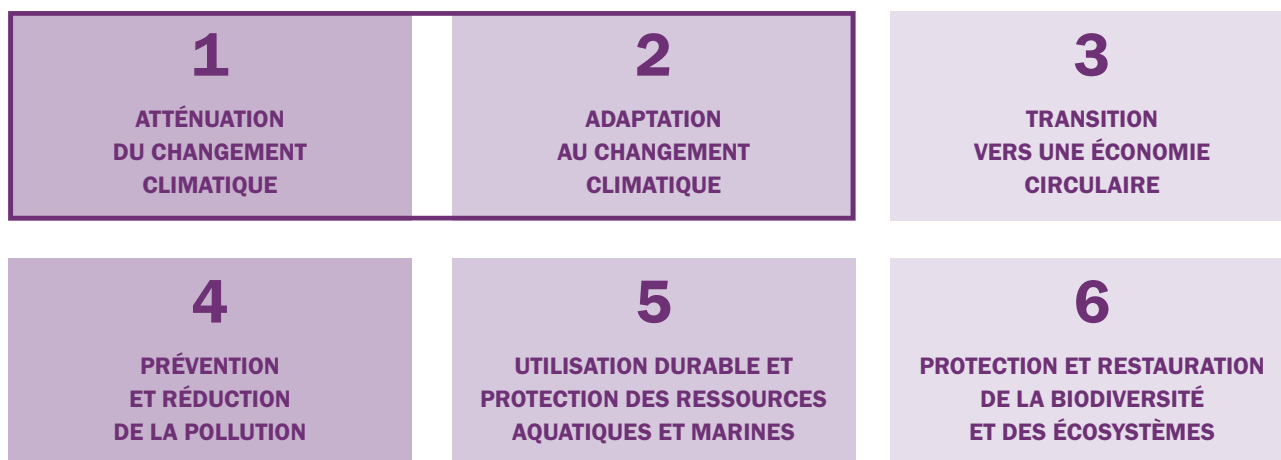 1
ATTÉNUATION
DU CHANGEMENT
CLIMATIQUE
2
ADAPTATION
AU CHANGEMENT
CLIMATIQUE
3
TRANSITION
VERS UNE ÉCONOMIE
CIRCULAIRE
4
PRÉVENTION
ET RÉDUCTION
DE LA POLLUTION
5
UTILISATION DURABLE ET
PROTECTION DES RESSOURCES
AQUATIQUES ET MARINES
6
PROTECTION ET RESTAURATION
DE LA BIODIVERSITÉ
ET DES ÉCOSYSTÈMES